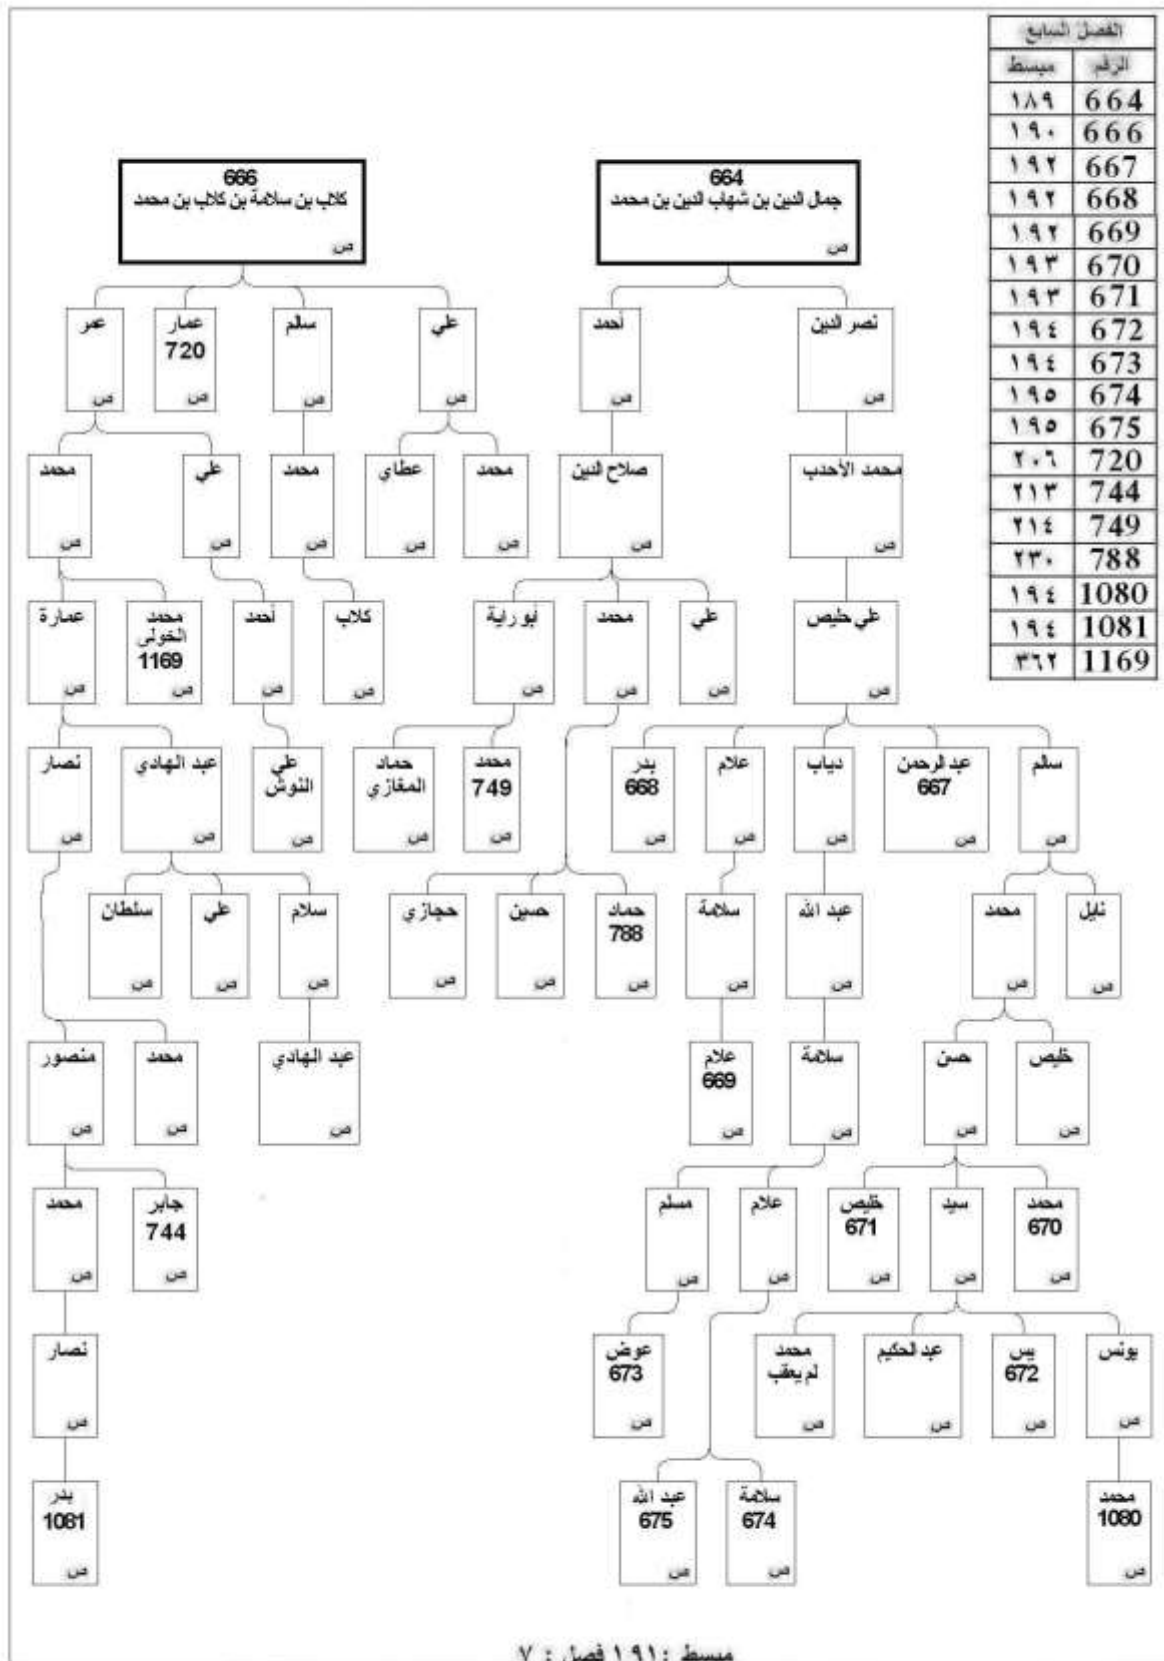 الفصل السابع
الرقم مبسط
664 ١٨٩
666 ١٩٠
667 ١٩٢
668 ١٩٢
669 ١٩٢
670 ١٩٣
671 ١٩٣
672 ١٩٤
673 ١٩٤
674 ١٩٥
675 ١٩٥
720 ٢٠٦
744 ٢١٣
749 ٢١٤
788 ٢٣٠
1080 ١٩٤
1081 ١٩٤
1169 ٣٦٢
664
جمال الدين بن شهاب الدين بن محمد
ص
666
كلاب بن سلامة بن كلاب بن محمد
ص
نصر الدين
ص
أحمد
ص
علي
ص
سالم
ص
عمار
720
ص
عمر
ص
محمد الأحدب
ص
صلاح الدين
ص
محمد
ص
عطاي
ص
محمد
ص
علي
ص
محمد
ص
علي خليص
ص
علي
ص
محمد
ص
أبو راية
ص
كلاب
ص
أحمد
ص
محمد
الخولى
1169
ص
عمارة
ص
سالم
ص
عبد الرحمن
667
ص
دياب
ص
علام
ص
بدر
668
ص
محمد
749
ص
حماد
المغازي
ص
علي
النوش
ص
عبد الهادي
ص
نصار
ص
نايل
ص
محمد
ص
عبد الله
ص
سلامة
ص
حماد
788
ص
حسين
ص
حجازي
ص
سلام
ص
علي
ص
سلطان
ص
خليص
ص
حسن
ص
سلامة
ص
علام
669
ص
عبد الهادي
ص
محمد
ص
منصور
ص
محمد
670
ص
سيد
ص
خليص
671
ص
علام
ص
مسلم
ص
جابر
744
ص
محمد
ص
يونس
ص
يس
672
ص
عبد الحكيم
ص
محمد
لم يعقب
ص
عوض
673
ص
نصار
ص
محمد
1080
ص
سلامة
674
ص
عبد الله
675
ص
بدر
1081
ص
مبسط : ١٩١ فصل : ٧